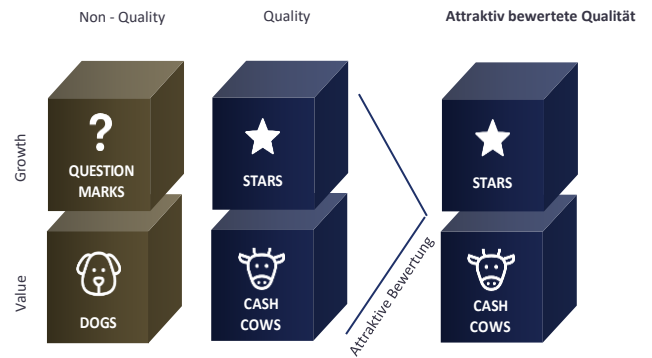 Non - Quality
Quality
Attraktiv bewertete Qualität
Growth
?
QUESTION
MARKS
STARS
STARS
Value
DOGS
CASH
COWS
Attraktive Bewertung
CASH
COWS